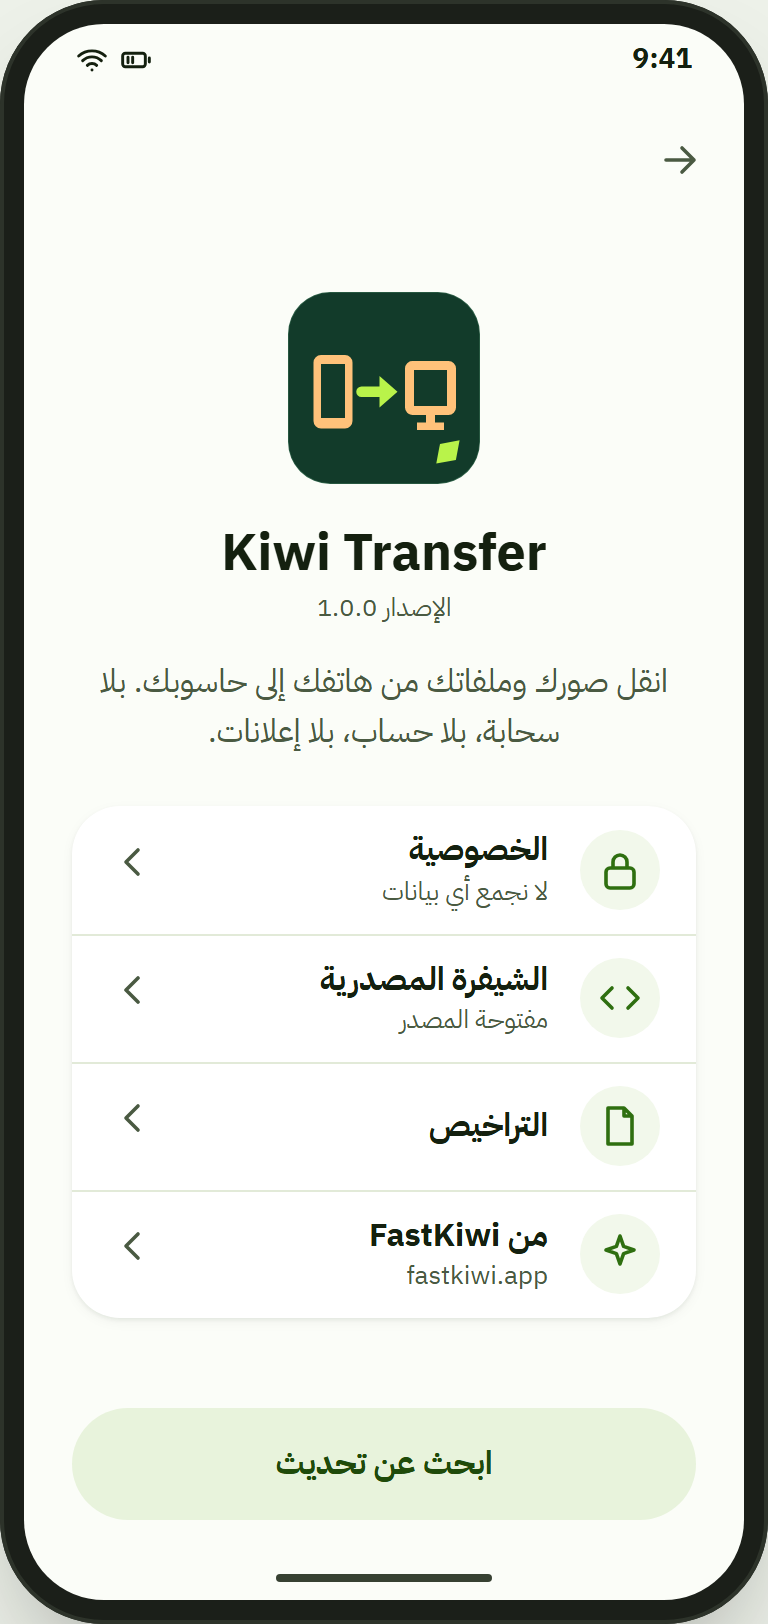 9:41
Kiwi Transfer
الإصدار 1.0.0
انقل صورك وملفاتك من هاتفك إلى حاسوبك. بلا
سحابة، بلا حساب، بلا إعلانات.
الخصوصية
لا نجمع أي بيانات
الشيفرة المصدرية
مفتوحة المصدر
التراخيص
من FastKiwi
fastkiwi.app
ابحث عن تحديث